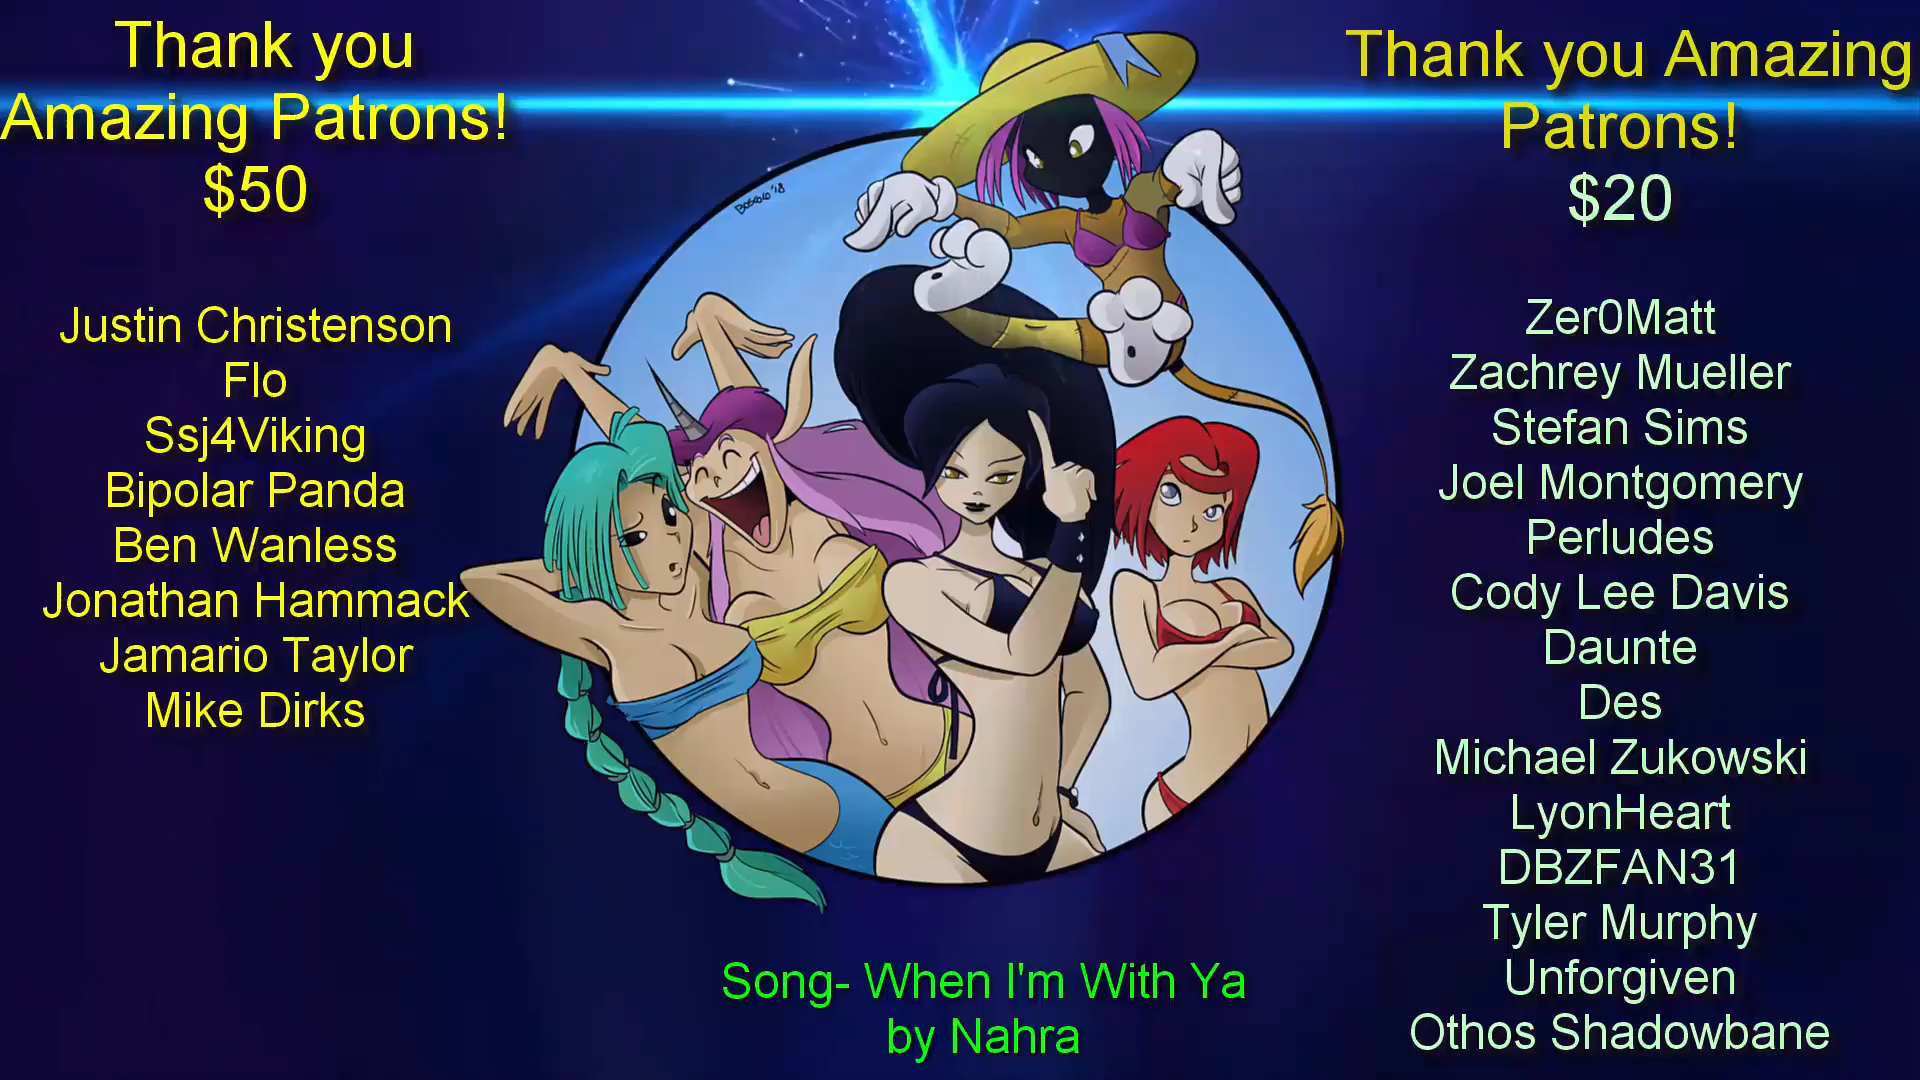 Thank you
Amazing Patrons!
$50
Justin Christenson
Flo
Ssj4Viking
Bipolar Panda
Ben Wanless
Jonathan Hammack
Jamario Taylor
Mike Dirks
Thank you Amazing
Patrons!
$20
Zer0Matt
Zachrey Mueller
Stefan Sims
Joel Montgomery
Perludes
Cody Lee Davis
Daunte
Des
Michael Zukowski
LyonHeart
DBZFAN31
Tyler Murphy
Unforgiven
Othos Shadowbane
Song- When I'm With Ya
by Nahra